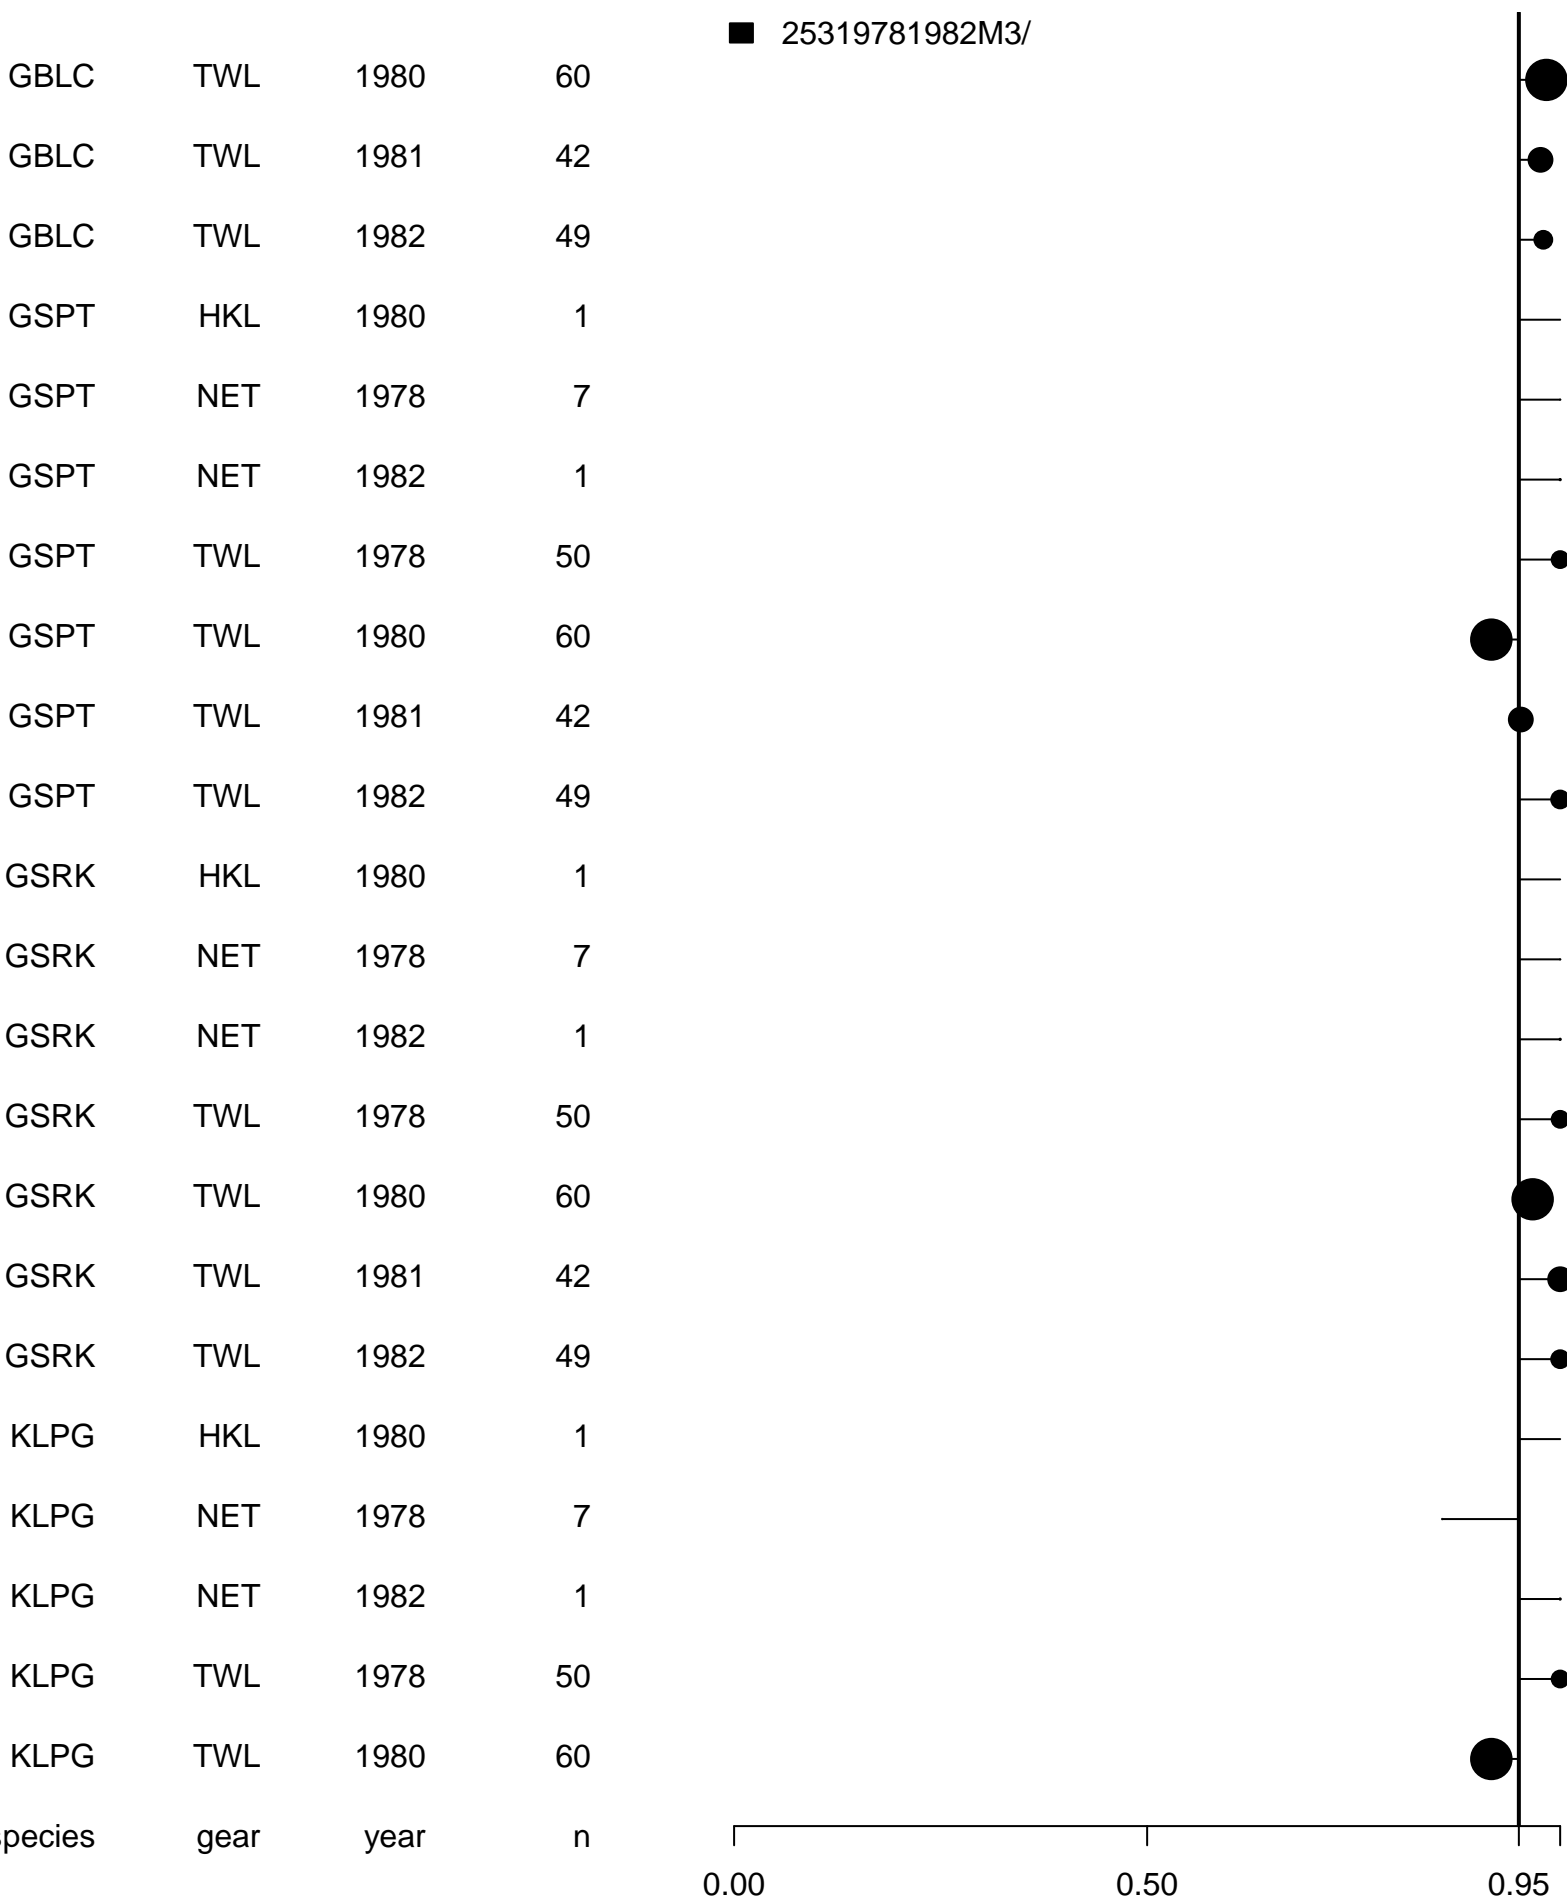 25319781982M3/
GBLC TWL 1980 60
GBLC TWL 1981 42
GBLC TWL 1982 49
GSPT HKL 1980 1
GSPT NET 1978 7
GSPT NET 1982 1
GSPT TWL 1978 50
GSPT TWL 1980 60
GSPT TWL 1981 42
GSPT TWL 1982 49
GSRK HKL 1980 1
GSRK NET 1978 7
GSRK NET 1982 1
GSRK TWL 1978 50
GSRK TWL 1980 60
GSRK TWL 1981 42
GSRK TWL 1982 49
KLPG HKL 1980 1
KLPG NET 1978 7
KLPG NET 1982 1
KLPG TWL 1978 50
KLPG TWL 1980 60
species gear year n
0.00 0.50 0.95